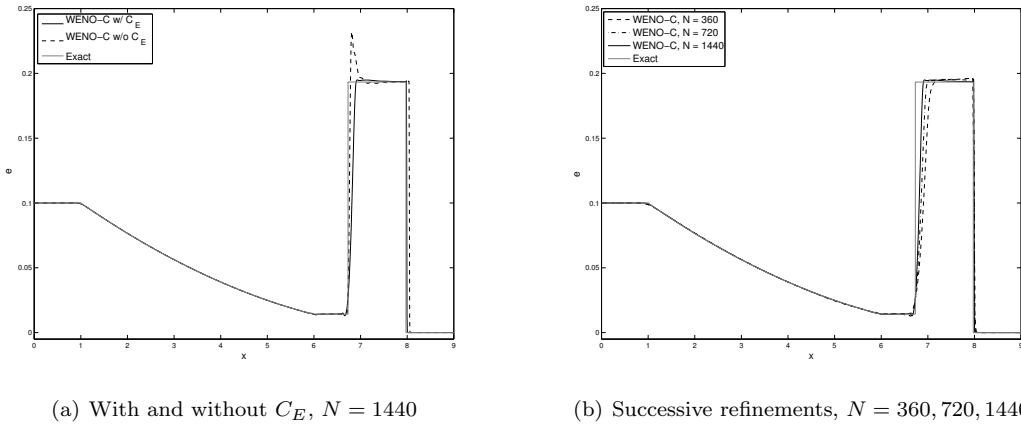 WENO-C w/ C_E
WENO-C w/o C_E
Exact
0.25
0.2
0.15
0.1
0.05
0
e
0 1 2 3 4 5 6 7 8 9
x
(a) With and without C_E, N = 1440
WENO-C, N = 360
WENO-C, N = 720
WENO-C, N = 1440
Exact
0.25
0.2
0.15
0.1
0.05
0
e
0 1 2 3 4 5 6 7 8 9
x
(b) Successive refinements, N = 360, 720, 1440